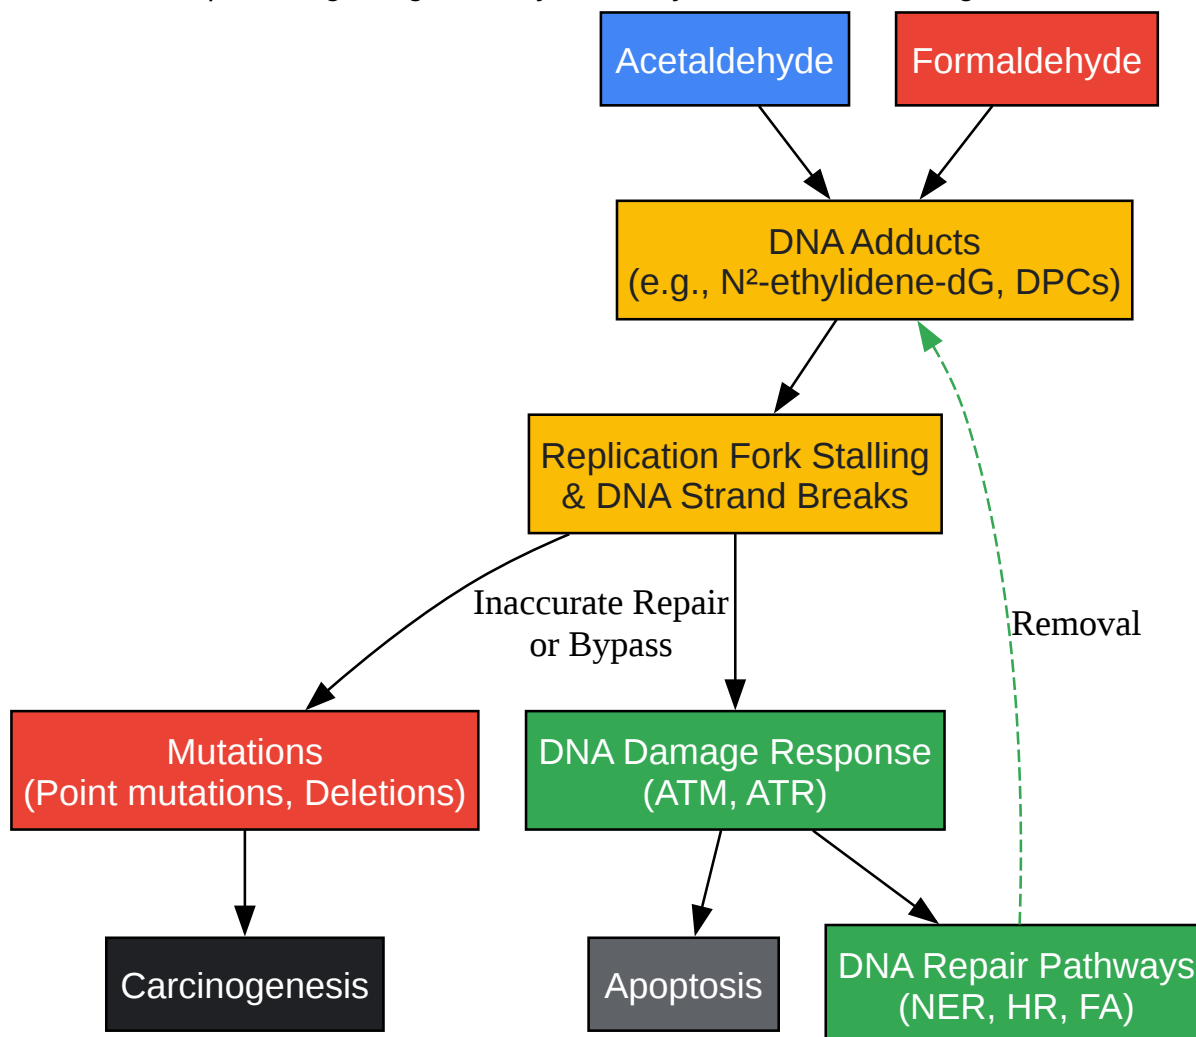 Acetaldehyde
Formaldehyde
DNA Adducts
(e.g., N²-ethylidene-dG, DPCs)
Replication Fork Stalling
& DNA Strand Breaks
Inaccurate Repair
or Bypass
Removal
Mutations
(Point mutations, Deletions)
DNA Damage Response
(ATM, ATR)
Carcinogenesis
Apoptosis
DNA Repair Pathways
(NER, HR, FA)